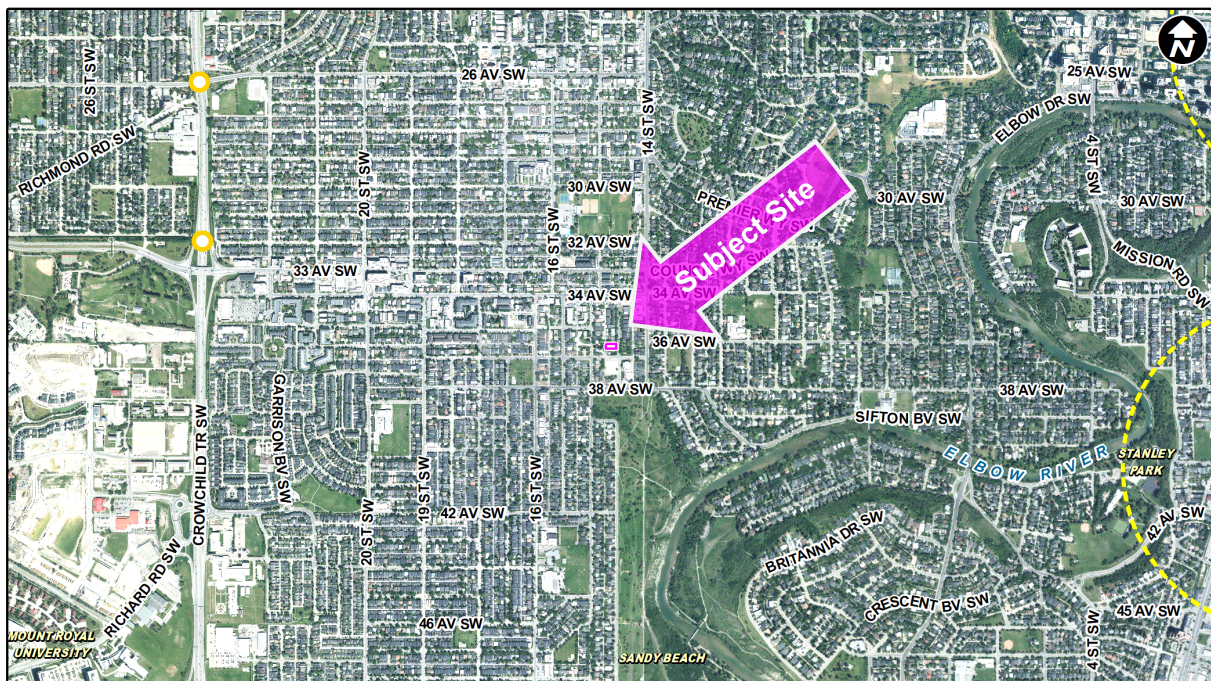 N
25 AV SW
26 AV SW
26 ST SW
ELBOW DR SW
14 ST SW
4 ST SW
RICHMOND RD SW
20 ST SW
30 AV SW
30 AV SW
30 AV SW
Subject Site
16 ST SW
32 AV SW
MISSION RD SW
33 AV SW
34 AV SW
34 AV SW
36 AV SW
38 AV SW
38 AV SW
GARRISON BV SW
CROWCHILD TR SW
SIFTON BV SW
ELBOW RIVER
STANLEY
PARK
19 ST SW
16 ST SW
20 ST SW
42 AV SW
42 AV SW
BRITANNIA DR SW
RICHARD RD SW
CRESCENT BV SW
45 AV SW
46 AV SW
4 ST SW
MOUNT ROYAL
UNIVERSITY
SANDY BEACH